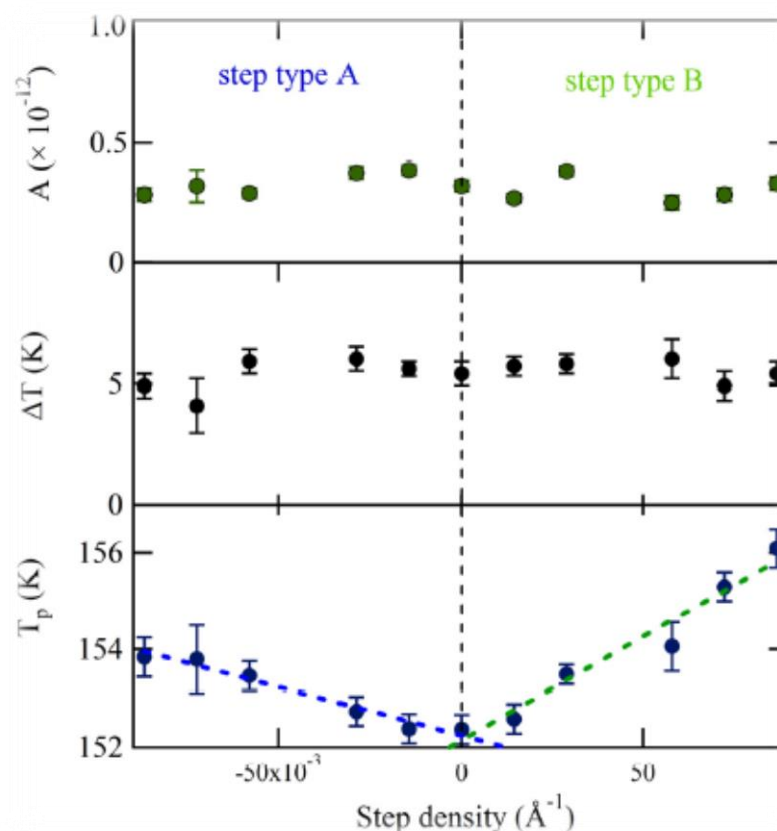 1.0
step type A
step type B
A (× 10⁻¹²)
0.5
0
ΔT (K)
5
0
156
Tₚ (K)
154
152
-50x10⁻³
0
50
Step density (Å⁻¹)